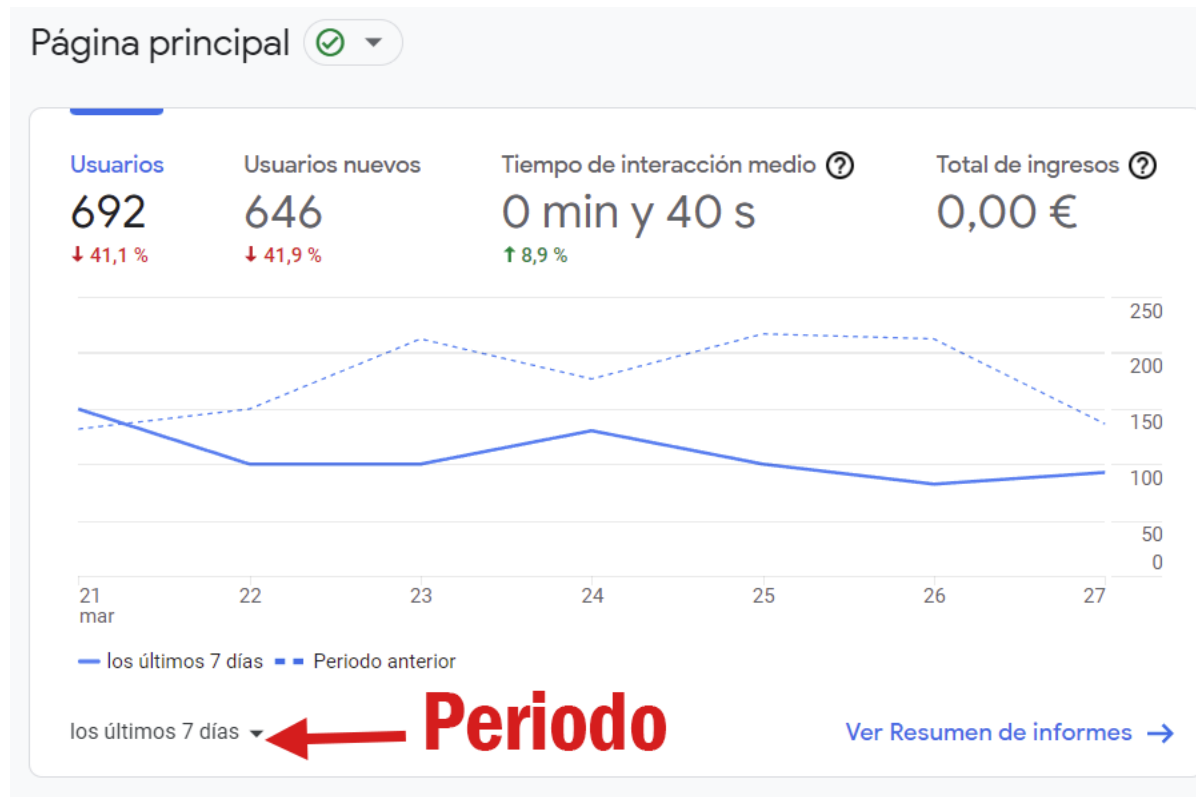 Página principal
Usuarios Usuarios nuevos Tiempo de interacción medio ? Total de ingresos ?
692 646 0 min y 40 s 0,00 €
↓ 41,1 % ↓ 41,9 % ↑ 8,9 %
250
200
150
100
50
0
21 22 23 24 25 26 27
mar
los últimos 7 días Periodo anterior
los últimos 7 días Periodo Ver Resumen de informes →